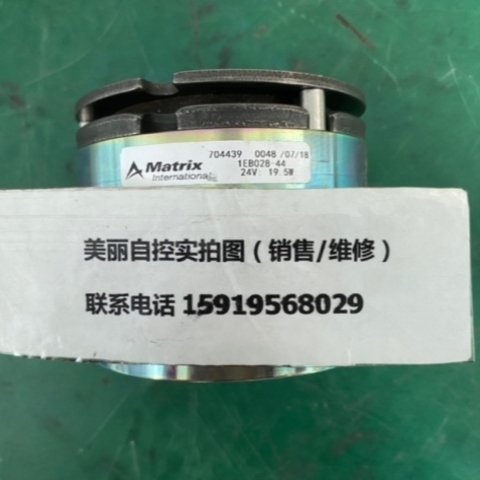 704439 0048/07/18
Matrix 1EB028-44
International 24V 19.5W
美丽自控实拍图（销售/维修）
联系电话 15919568029